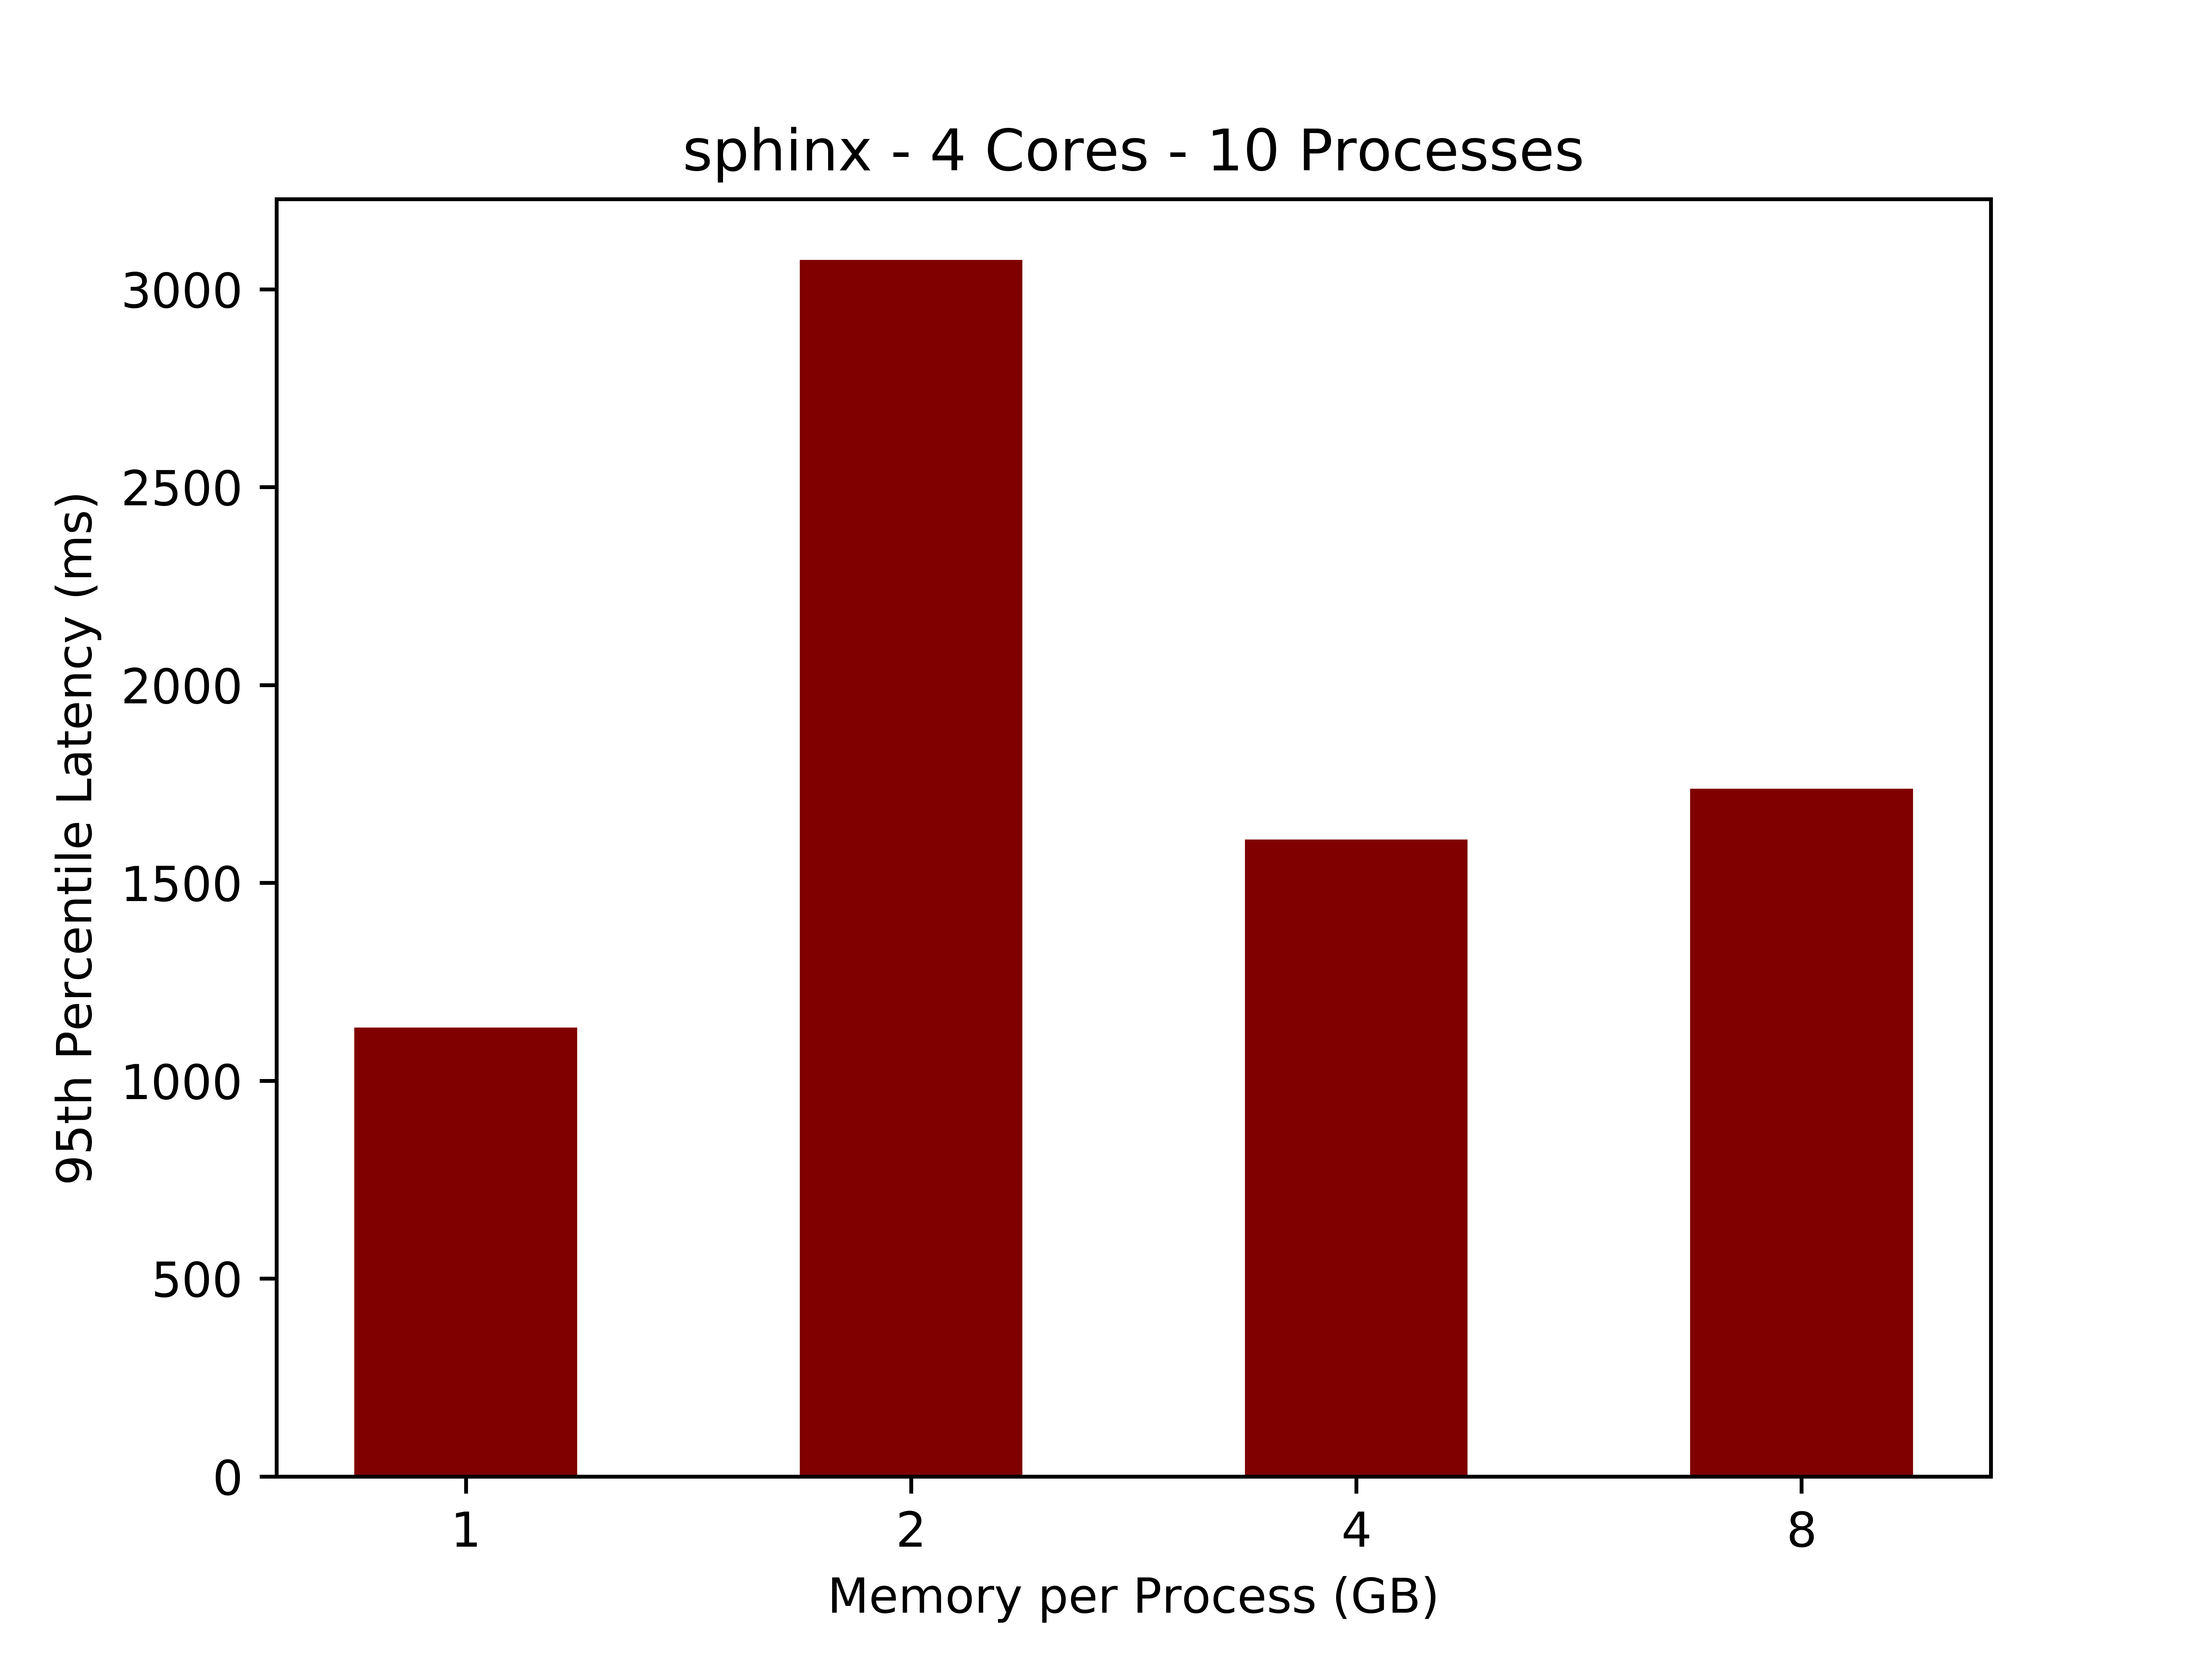 sphinx - 4 Cores - 10 Processes
95th Percentile Latency (ms)
3000
2500
2000
1500
1000
500
0
1 2 4 8
Memory per Process (GB)